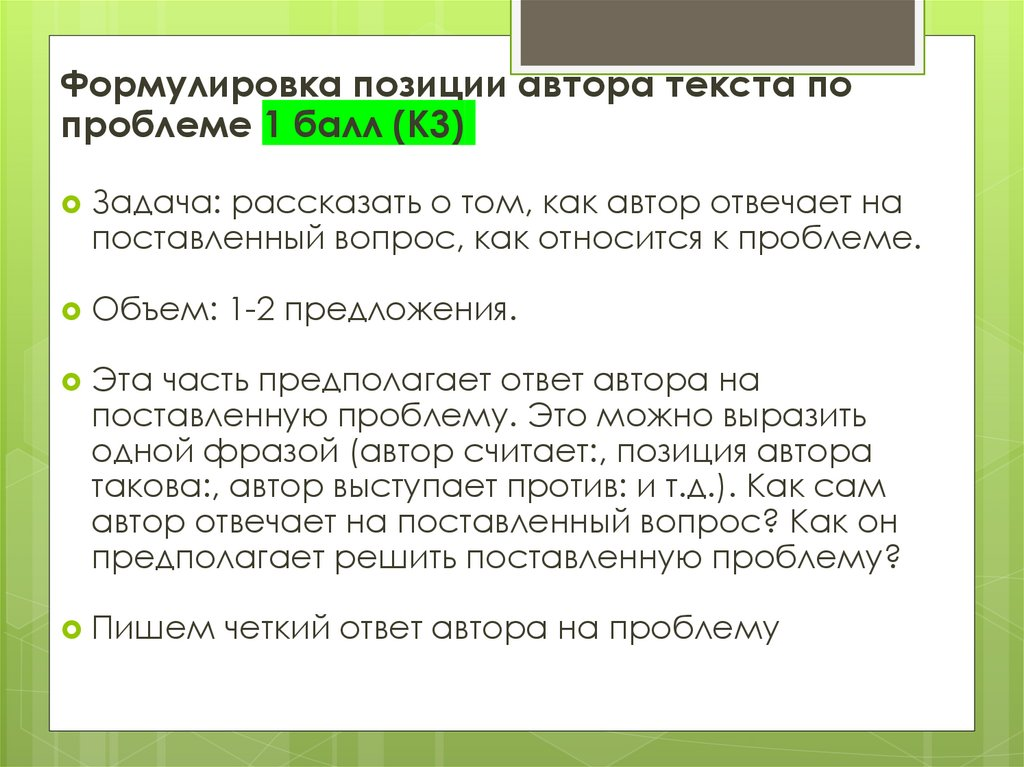 Формулировка позиции автора текста по
проблеме 1 балл (К3)
Задача: рассказать о том, как автор отвечает на
поставленный вопрос, как относится к проблеме.
Объем: 1-2 предложения.
Эта часть предполагает ответ автора на
поставленную проблему. Это можно выразить
одной фразой (автор считает:, позиция автора
такова:, автор выступает против: и т.д.). Как сам
автор отвечает на поставленный вопрос? Как он
предполагает решить поставленную проблему?
Пишем четкий ответ автора на проблему